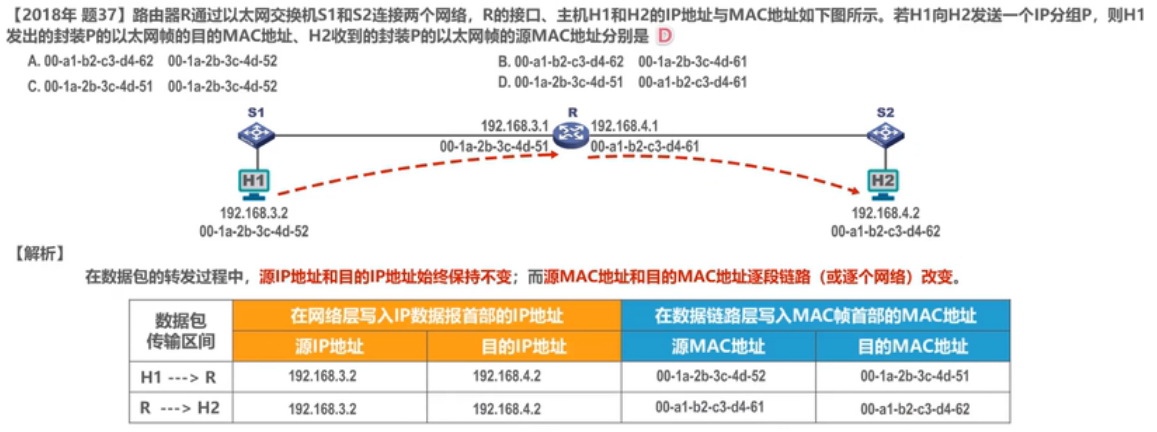 【2018年 题37】路由器R通过以太网交换机S1和S2连接两个网络，R的接口、主机H1和H2的IP地址与MAC地址如下图所示。若H1向H2发送一个IP分组P，则H1
发出的封装P的以太网帧的目的MAC地址、H2收到的封装P的以太网帧的源MAC地址分别是 D
A. 00-a1-b2-c3-d4-62 00-1a-2b-3c-4d-52
B. 00-a1-b2-c3-d4-62 00-1a-2b-3c-4d-61
C. 00-1a-2b-3c-4d-51 00-1a-2b-3c-4d-52
D. 00-1a-2b-3c-4d-51 00-a1-b2-c3-d4-61
S1
R
S2
192.168.3.1
192.168.4.1
00-1a-2b-3c-4d-51
00-a1-b2-c3-d4-61
H1
H2
192.168.3.2
192.168.4.2
00-1a-2b-3c-4d-52
00-a1-b2-c3-d4-62
【解析】
在数据包的转发过程中，源IP地址和目的IP地址始终保持不变；而源MAC地址和目的MAC地址逐段链路（或逐个网络）改变。
数据包
传输区间
在网络层写入IP数据报首部的IP地址
在数据链路层写入MAC帧首部的MAC地址
源IP地址 目的IP地址 源MAC地址 目的MAC地址
H1 ---> R 192.168.3.2 192.168.4.2 00-1a-2b-3c-4d-52 00-1a-2b-3c-4d-51
R ---> H2 192.168.3.2 192.168.4.2 00-a1-b2-c3-d4-61 00-a1-b2-c3-d4-62